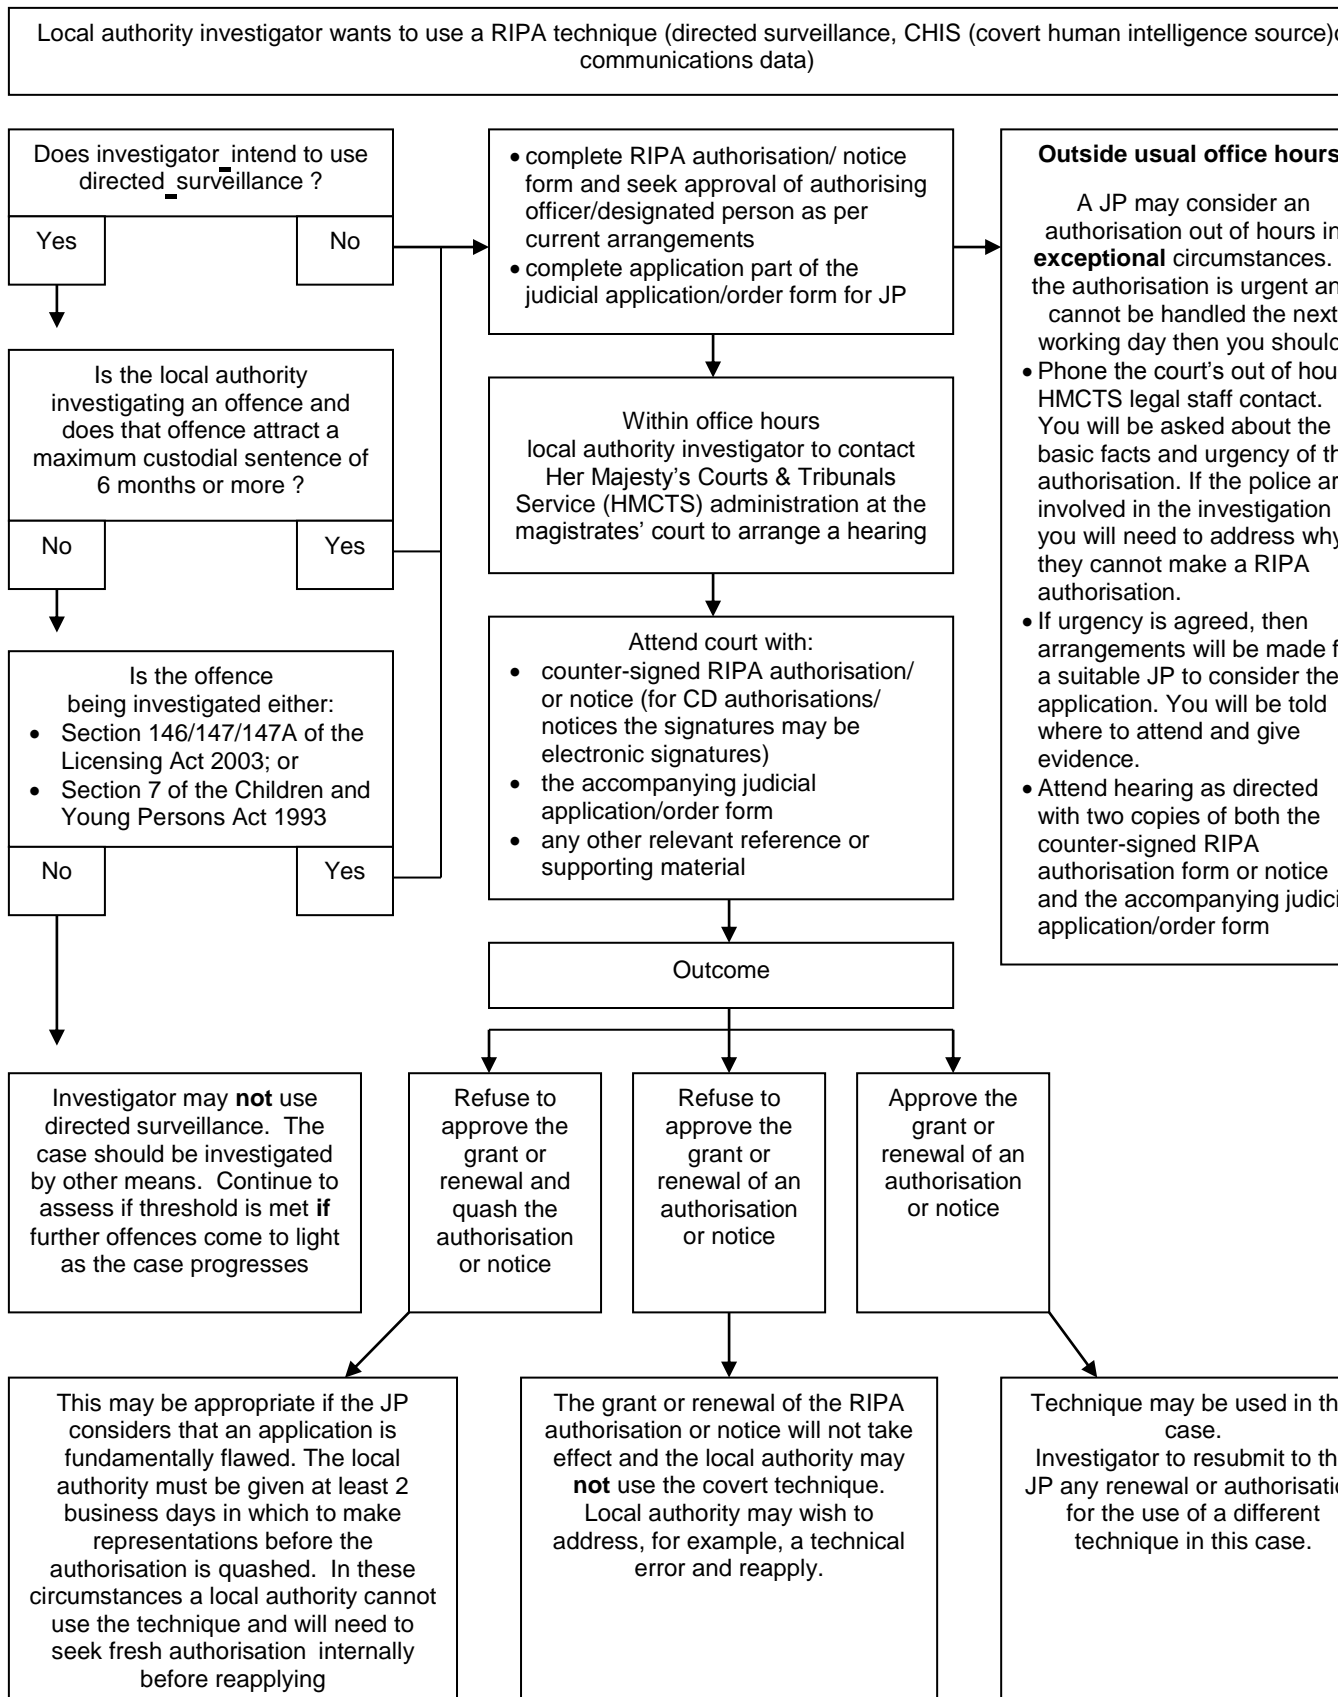 Local authority investigator wants to use a RIPA technique (directed surveillance, CHIS (covert human intelligence source)
communications data)
Does investigator intend to use
directed surveillance ?
Yes
No
Is the local authority
investigating an offence and
does that offence attract a
maximum custodial sentence of
6 months or more ?
No
Yes
Is the offence
being investigated either:
• Section 146/147/147A of the
Licensing Act 2003; or
• Section 7 of the Children and
Young Persons Act 1993
No
Yes
• complete RIPA authorisation/ notice
form and seek approval of authorising
officer/designated person as per
current arrangements
• complete application part of the
judicial application/order form for JP
Within office hours
local authority investigator to contact
Her Majesty's Courts & Tribunals
Service (HMCTS) administration at the
magistrates' court to arrange a hearing
Attend court with:
• counter-signed RIPA authorisation/
or notice (for CD authorisations/
notices the signatures may be
electronic signatures)
• the accompanying judicial
application/order form
• any other relevant reference or
supporting material
Outcome
Outside usual office hours
A JP may consider an
authorisation out of hours in
exceptional circumstances.
the authorisation is urgent an
cannot be handled the next
working day then you should
• Phone the court's out of hou
HMCTS legal staff contact.
You will be asked about the
basic facts and urgency of th
authorisation. If the police ar
involved in the investigation
you will need to address why
they cannot make a RIPA
authorisation.
• If urgency is agreed, then
arrangements will be made f
a suitable JP to consider the
application. You will be told
where to attend and give
evidence.
• Attend hearing as directed
with two copies of both the
counter-signed RIPA
authorisation form or notice
and the accompanying judici
application/order form
Investigator may not use
directed surveillance. The
case should be investigated
by other means. Continue to
assess if threshold is met if
further offences come to light
as the case progresses
Refuse to
approve the
grant or
renewal and
quash the
authorisation
or notice
Refuse to
approve the
grant or
renewal of an
authorisation
or notice
Approve the
grant or
renewal of an
authorisation
or notice
This may be appropriate if the JP
considers that an application is
fundamentally flawed. The local
authority must be given at least 2
business days in which to make
representations before the
authorisation is quashed. In these
circumstances a local authority cannot
use the technique and will need to
seek fresh authorisation internally
before reapplying
The grant or renewal of the RIPA
authorisation or notice will not take
effect and the local authority may
not use the covert technique.
Local authority may wish to
address, for example, a technical
error and reapply.
Technique may be used in th
case.
Investigator to resubmit to th
JP any renewal or authorisatio
for the use of a different
technique in this case.